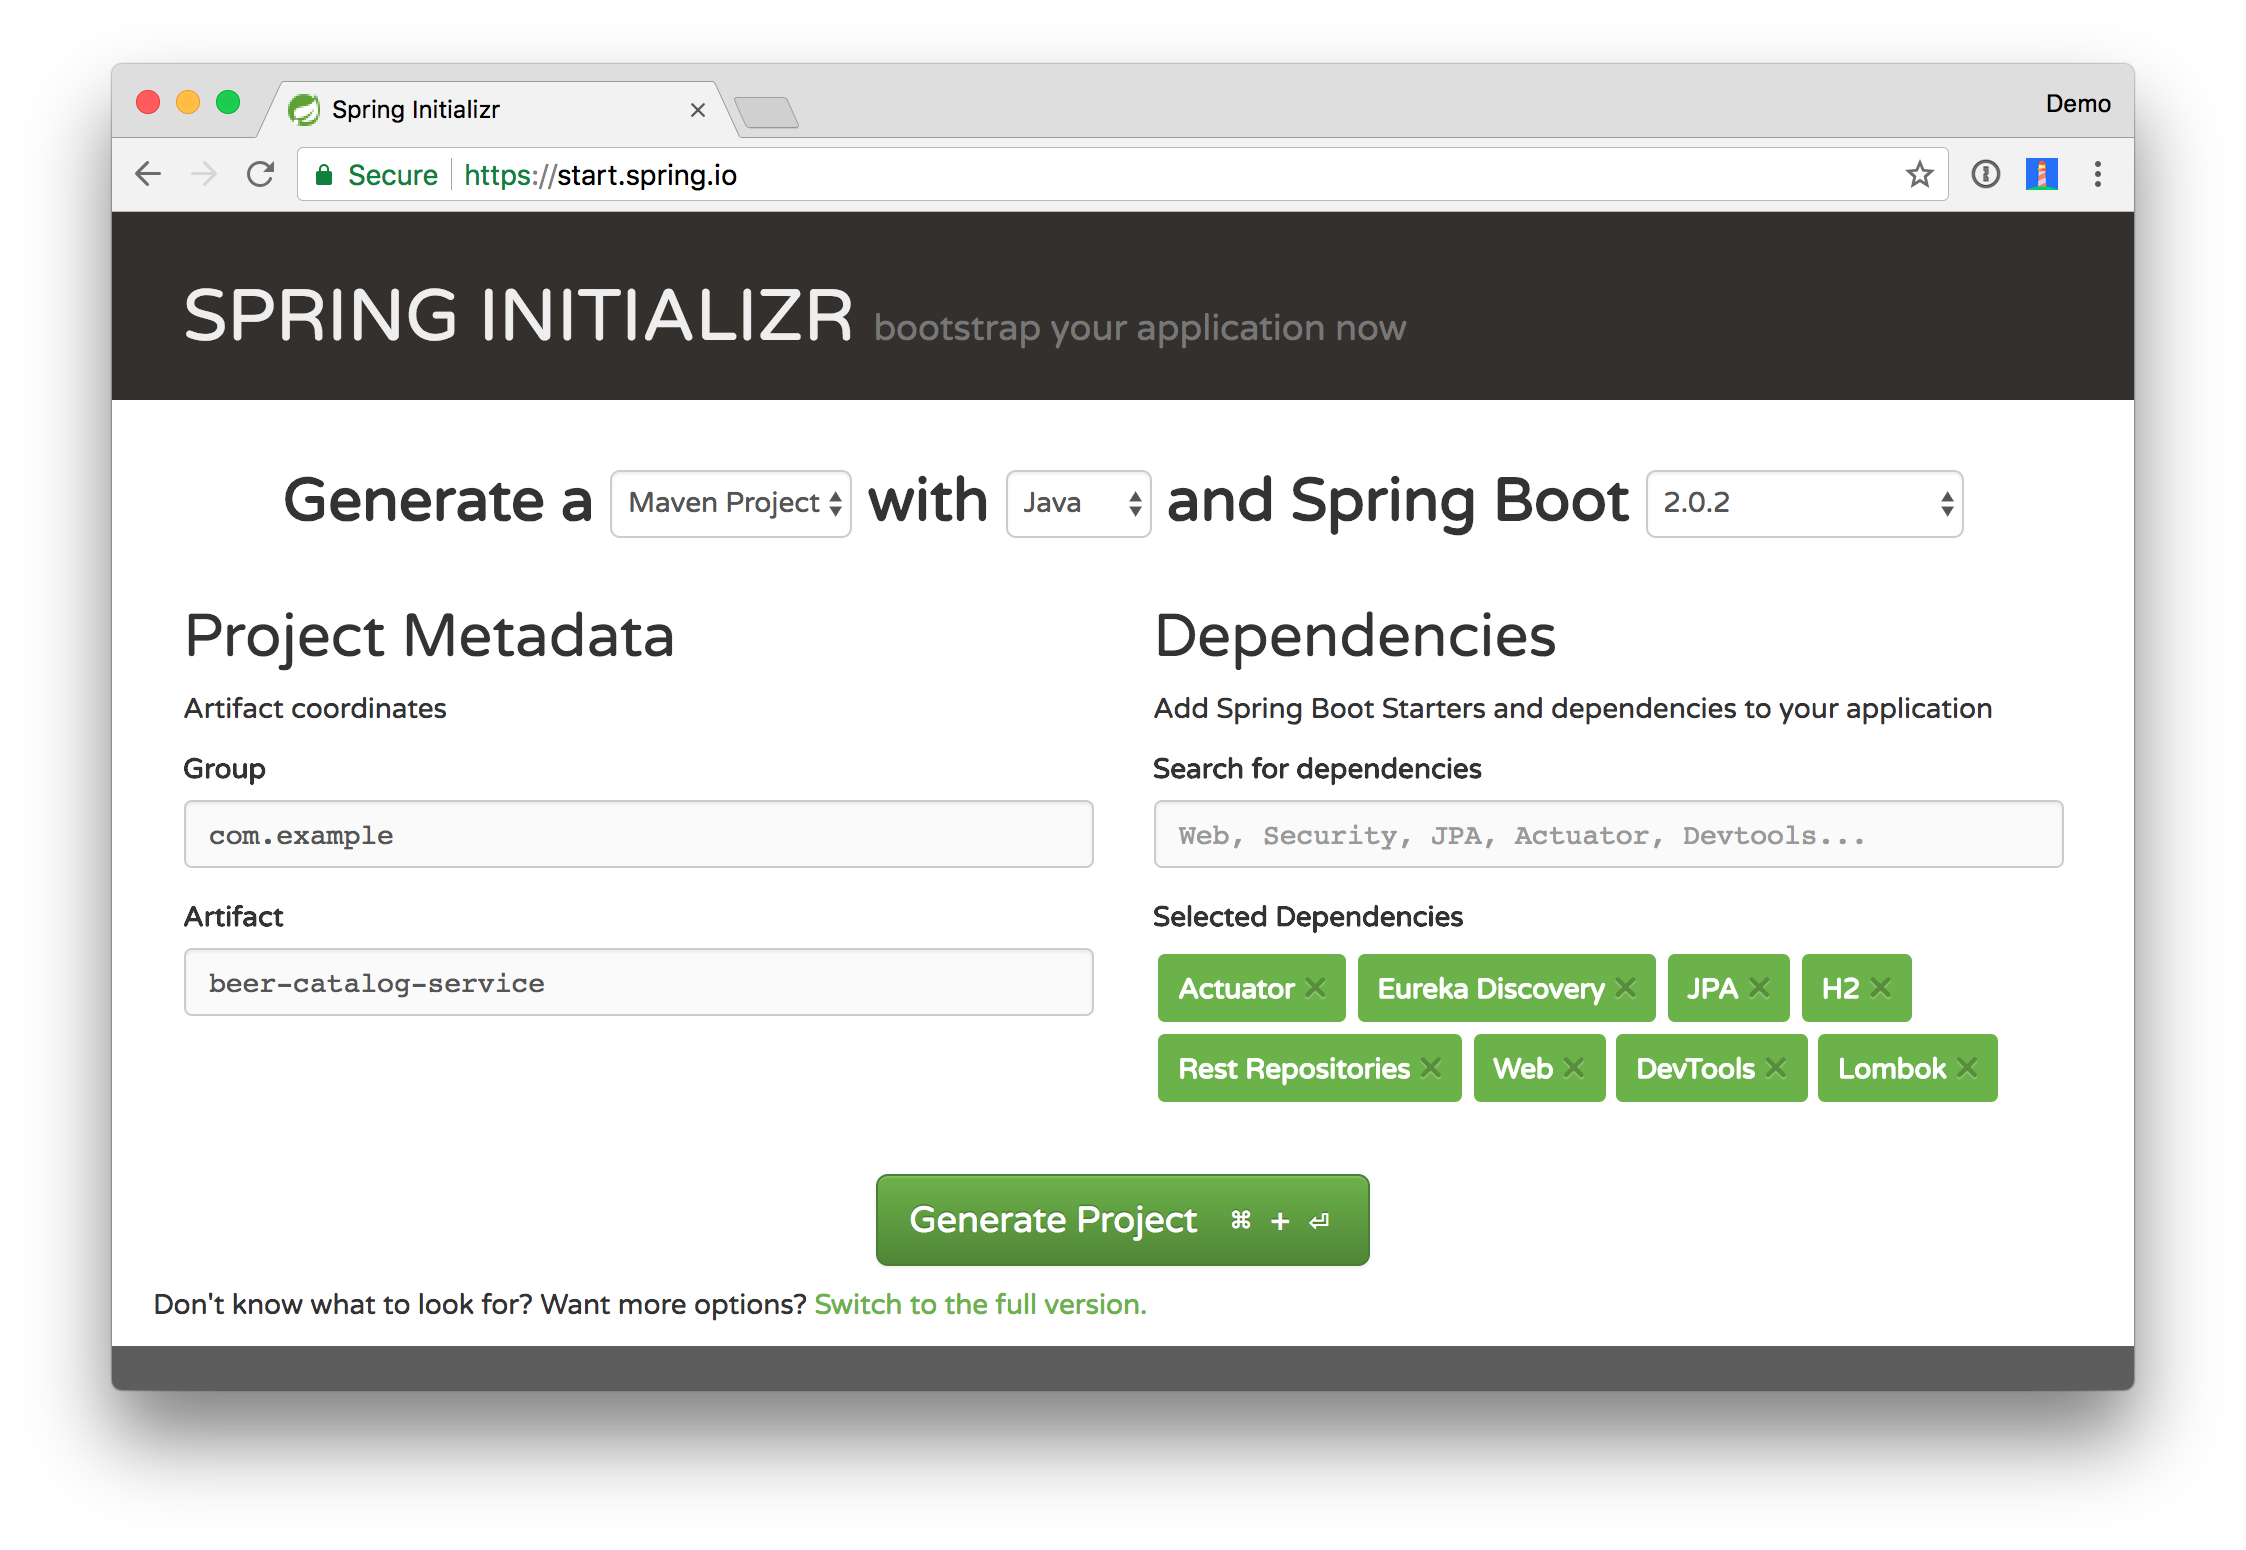 Spring Initializr
Demo
Secure https://start.spring.io
SPRING INITIALIZR bootstrap your application now
Generate a Maven Project with Java and Spring Boot 2.0.2
Project Metadata
Artifact coordinates
Group
com.example
Artifact
beer-catalog-service
Dependencies
Add Spring Boot Starters and dependencies to your application
Search for dependencies
Web, Security, JPA, Actuator, Devtools...
Selected Dependencies
Actuator × Eureka Discovery × JPA × H2 ×
Rest Repositories × Web × DevTools × Lombok ×
Generate Project ⌘ + ⏎
Don't know what to look for? Want more options? Switch to the full version.